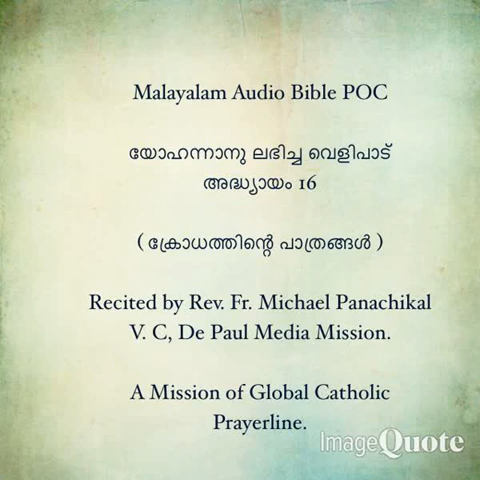 Malayalam Audio Bible POC
യോഹന്നാനു ലഭിച്ച വെളിപാട്
അദ്ധ്യായം 16
( ക്രോധത്തിന്റെ പാത്രങ്ങൾ )
Recited by Rev. Fr. Michael Panachikal
V. C, De Paul Media Mission.
A Mission of Global Catholic
Prayerline.
ImageQuote